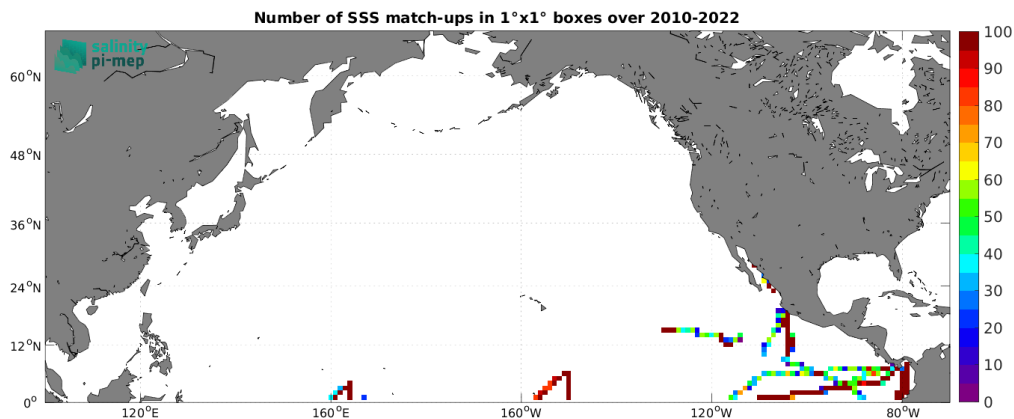 Number of SSS match-ups in 1°x1° boxes over 2010-2022
salinity
pi-mep
60°N
48°N
36°N
24°N
12°N
0°
120°E
160°E
160°W
120°W
80°W
100
90
80
70
60
50
40
30
20
10
0